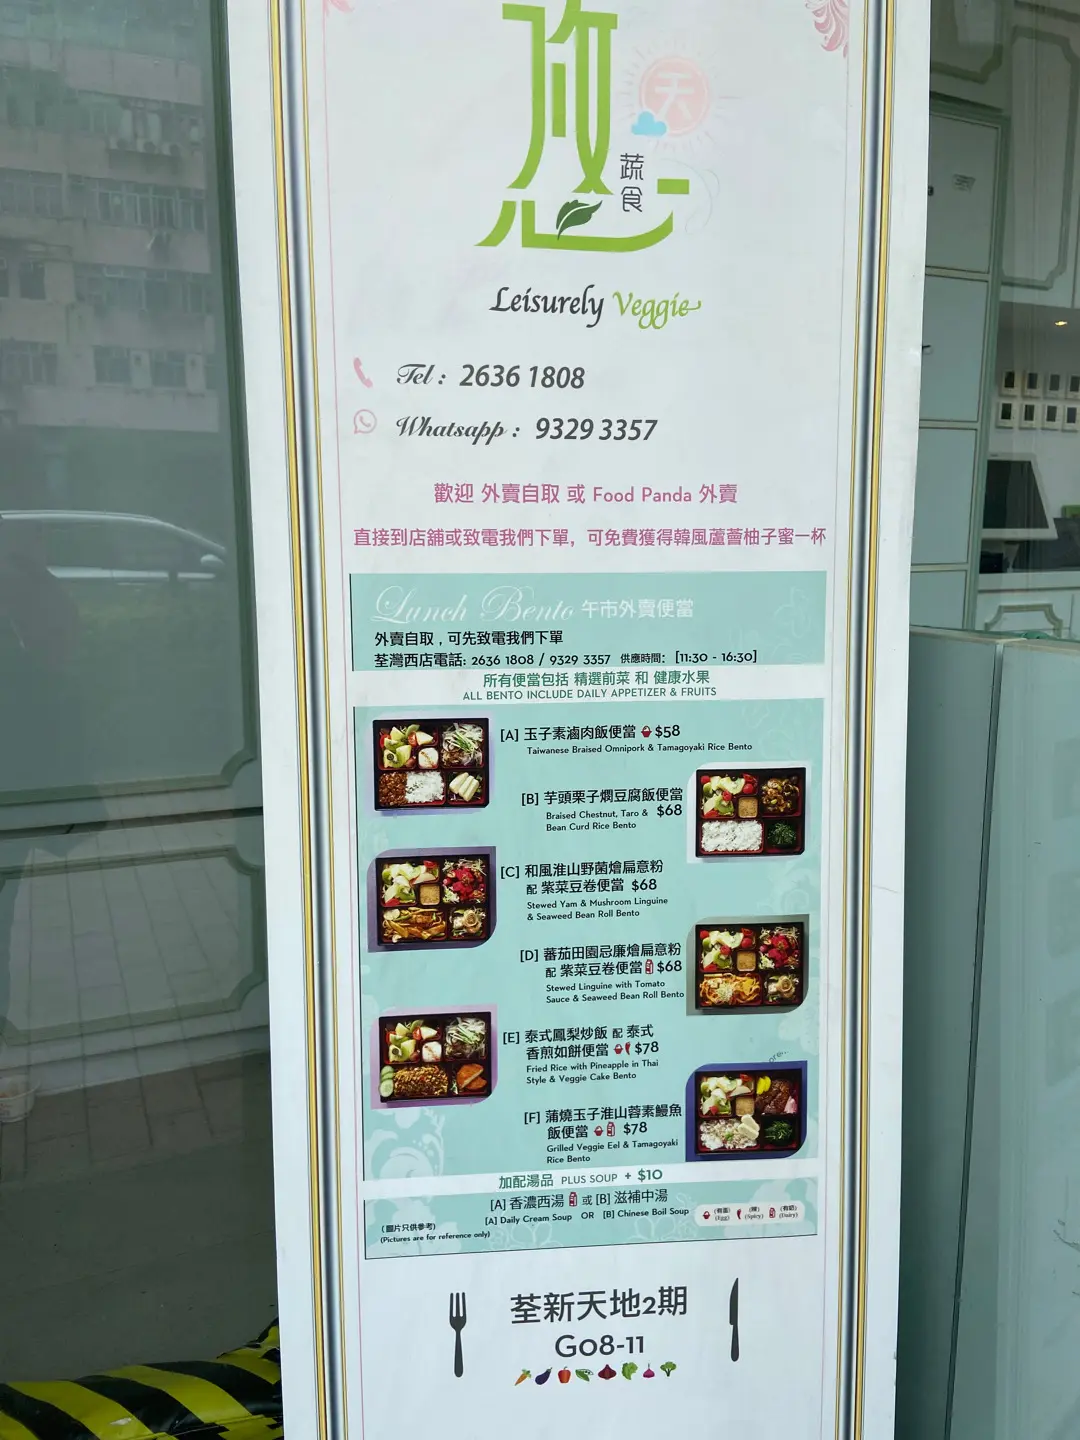 悠
天
蔬食
Leisurely Veggie
Tel : 2636 1808
Whatsapp : 9329 3357
歡迎 外賣自取 或 Food Panda 外賣
直接到店舖或致電我們下單，可免費獲得韓風蘆薈柚子蜜一杯
Lunch Bento 午市外賣便當
外賣自取，可先致電我們下單
荃灣西店電話: 2636 1808 / 9329 3357 供應時間: [11:30 - 16:30]
所有便當包括 精選前菜 和 健康水果
ALL BENTO INCLUDE DAILY APPETIZER & FRUITS
[A] 玉子素滷肉飯便當 $58
Taiwanese Braised Omnipork & Tamagoyaki Rice Bento
[B] 芋頭栗子燜豆腐飯便當
Braised Chestnut, Taro & $68
Bean Curd Rice Bento
[C] 和風淮山野菌燴扁意粉
配 紫菜豆卷便當 $68
Stewed Yam & Mushroom Linguine
& Seaweed Bean Roll Bento
[D] 蕃茄田園忌廉燴扁意粉
配 紫菜豆卷便當 $68
Stewed Linguine with Tomato
Sauce & Seaweed Bean Roll Bento
[E] 泰式鳳梨炒飯 配 泰式
香煎如餅便當 $78
Fried Rice with Pineapple in Thai
Style & Veggie Cake Bento
[F] 蒲燒玉子淮山蓉素鰻魚
飯便當 $78
Grilled Veggie Eel & Tamagoyaki
Rice Bento
加配湯品 PLUS SOUP + $10
[A] 香濃西湯 或 [B] 滋補中湯
[A] Daily Cream Soup OR [B] Chinese Boil Soup
(有蛋) (辣) (有奶)
(Egg) (Spicy) (Dairy)
(圖片只供參考)
(Pictures are for reference only)
荃新天地2期
G08-11